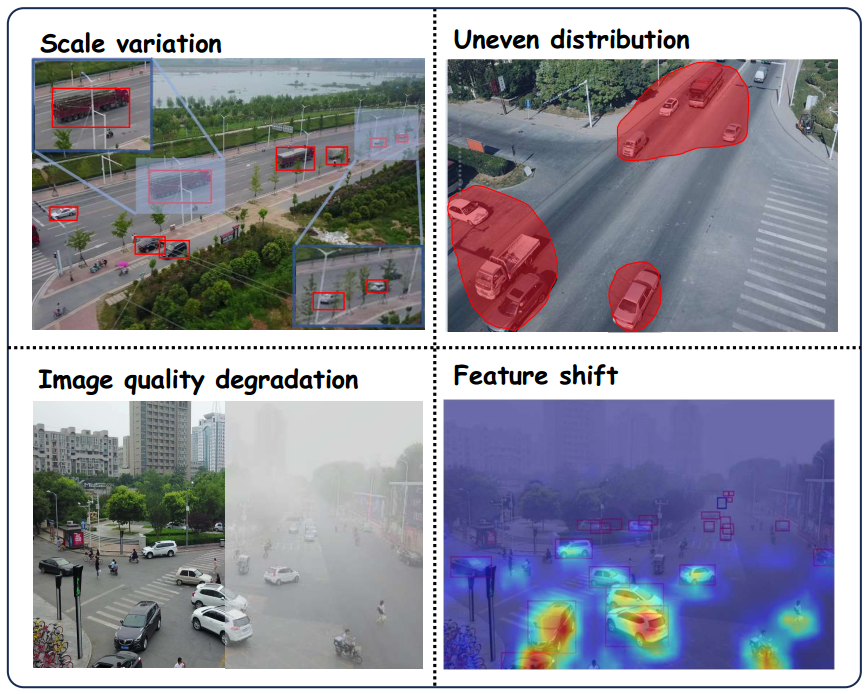 Scale variation
Uneven distribution
Image quality degradation
Feature shift